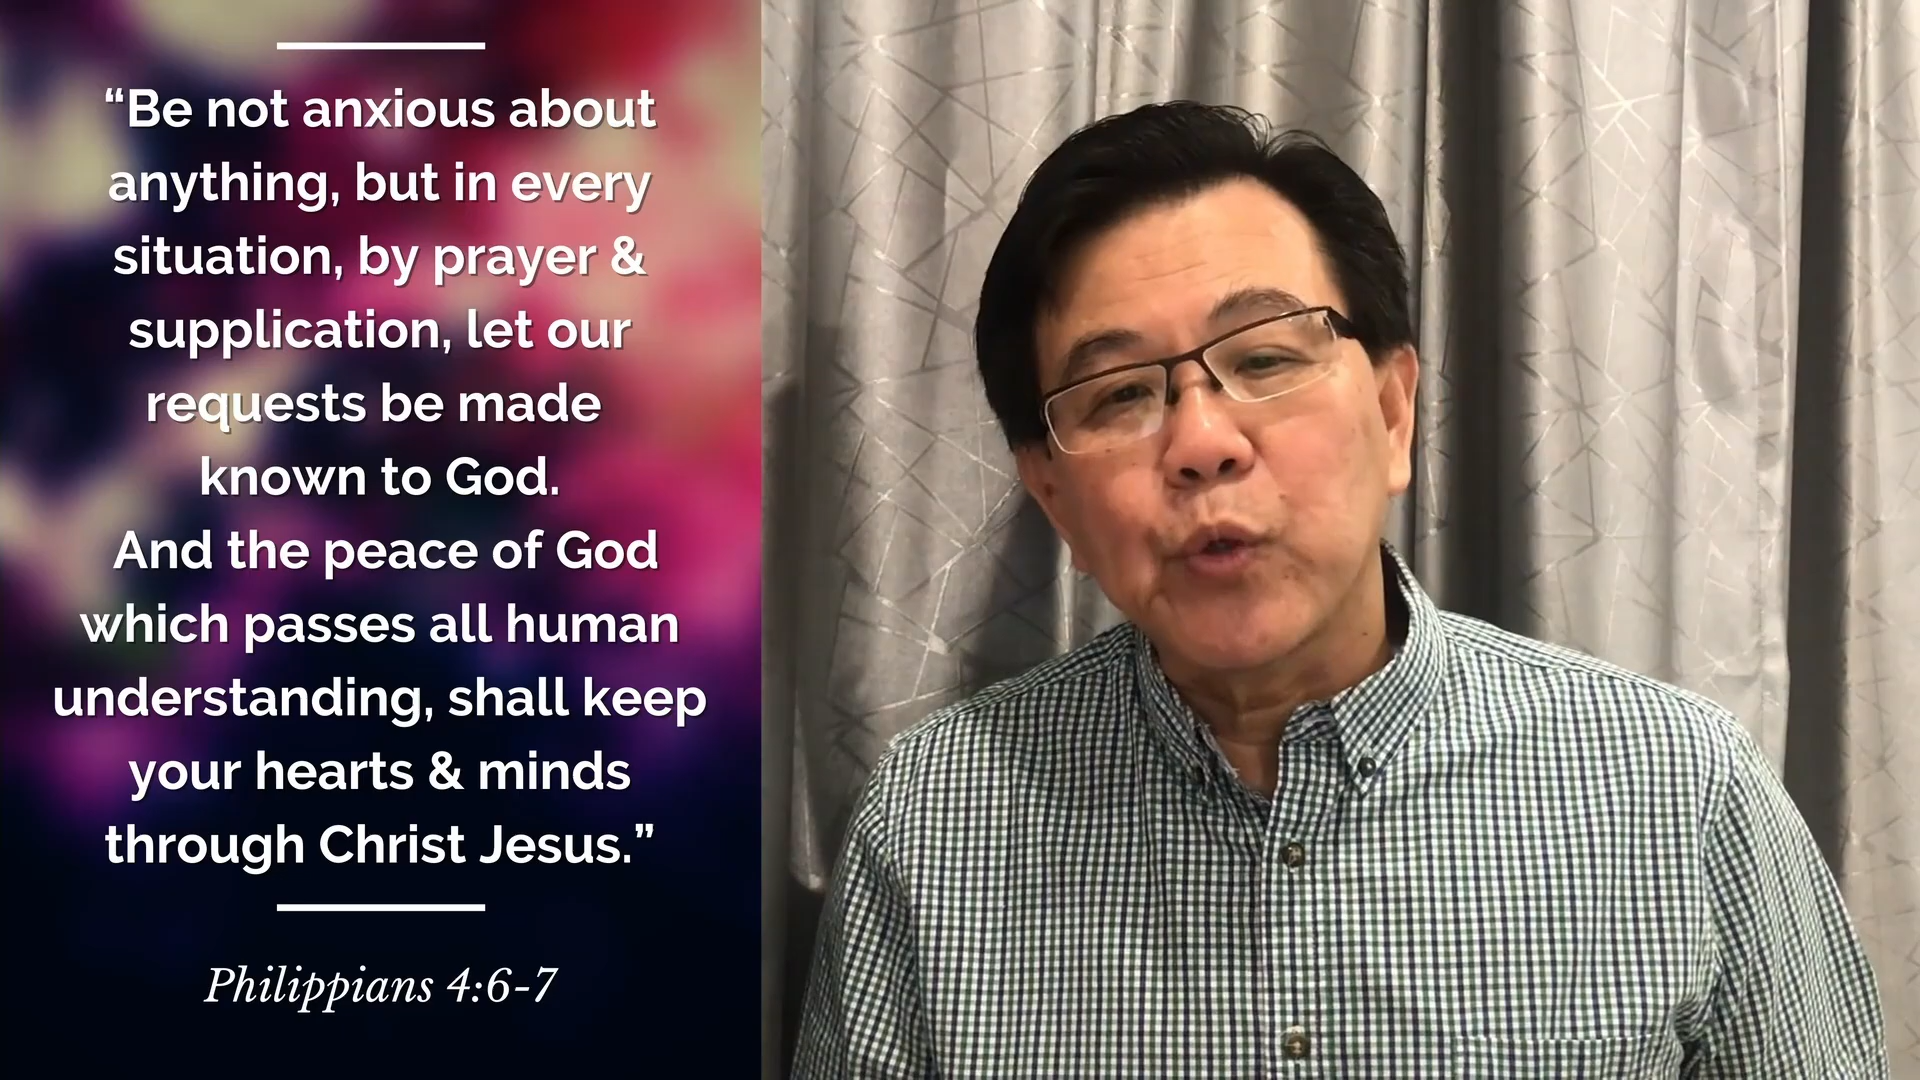 “Be not anxious about
anything, but in every
situation, by prayer &
supplication, let our
requests be made
known to God.
And the peace of God
which passes all human
understanding, shall keep
your hearts & minds
through Christ Jesus.”
Philippians 4:6-7